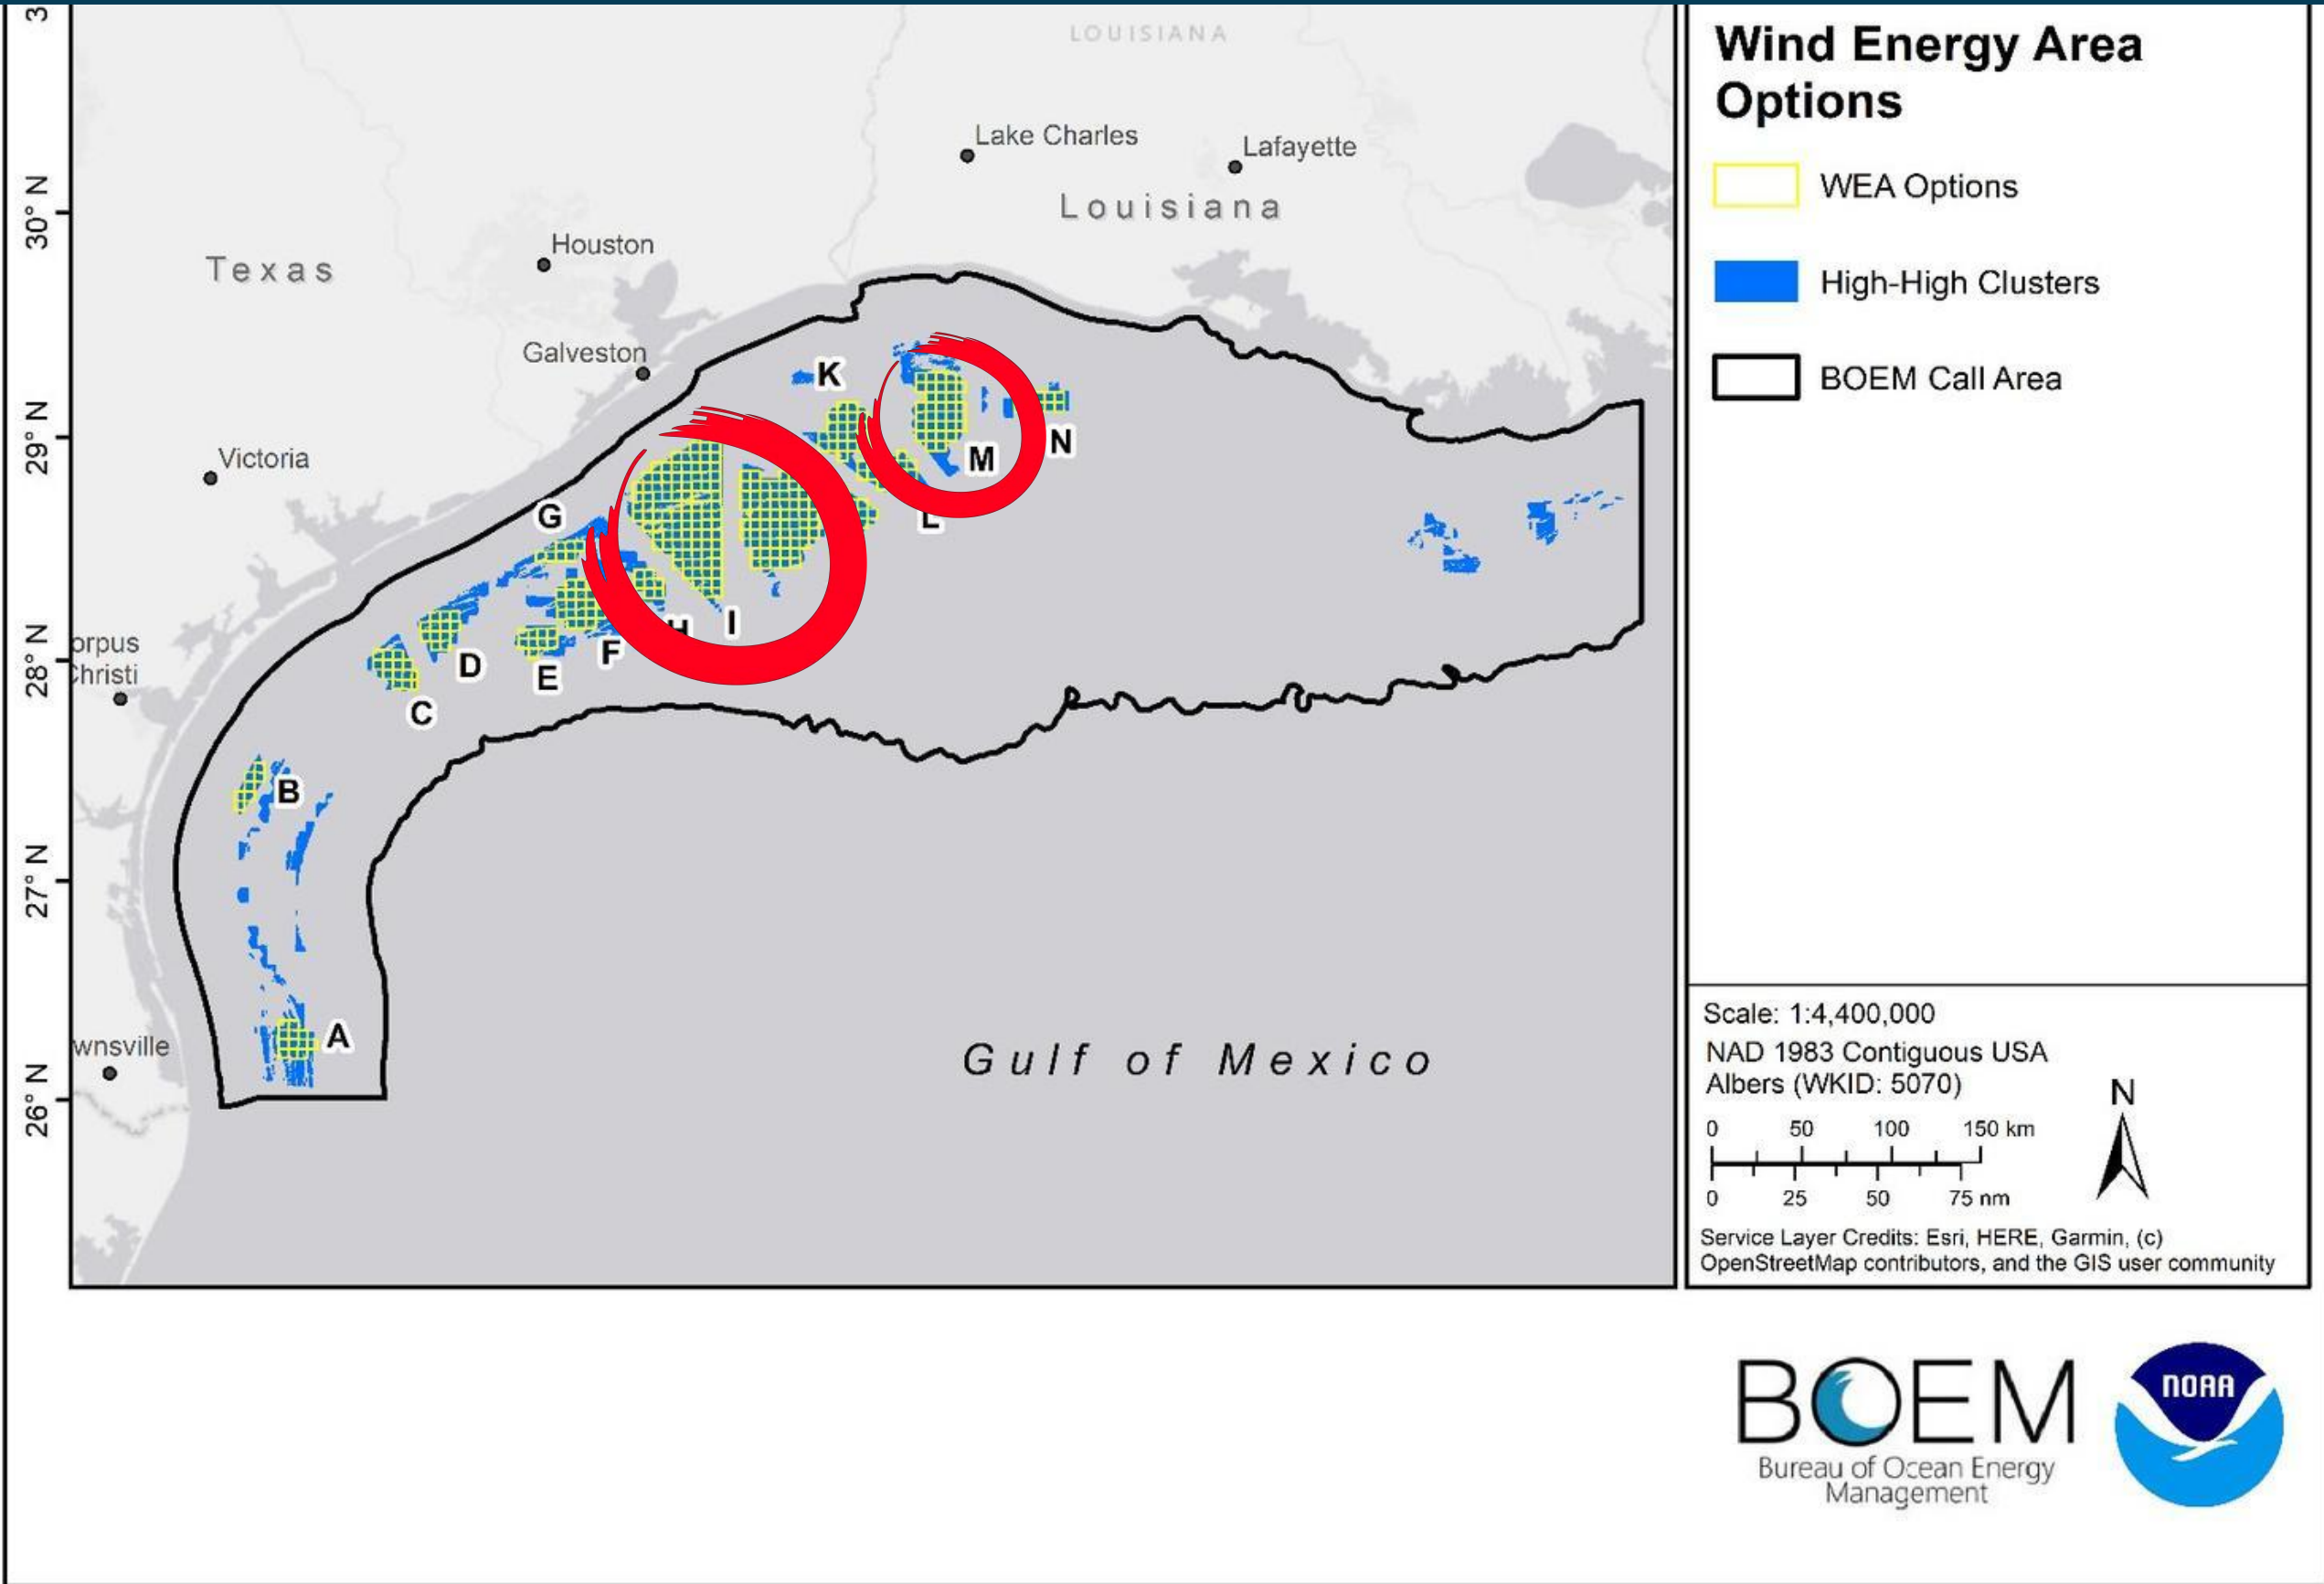 3
LOUISIANA
Lake Charles
Lafayette
30° N
Louisiana
Houston
Texas
Galveston
K
29° N
N
M
Victoria
G
L
I
H
orpus
Christi
28° N
F
D
E
C
B
27° N
A
wnsville
26° N
Gulf of Mexico
Wind Energy Area
Options
WEA Options
High-High Clusters
BOEM Call Area
Scale: 1:4,400,000
NAD 1983 Contiguous USA
Albers (WKID: 5070)
N
0 50 100 150 km
0 25 50 75 nm
Service Layer Credits: Esri, HERE, Garmin, (c)
OpenStreetMap contributors, and the GIS user community
BOEM
Bureau of Ocean Energy
Management
NOAA